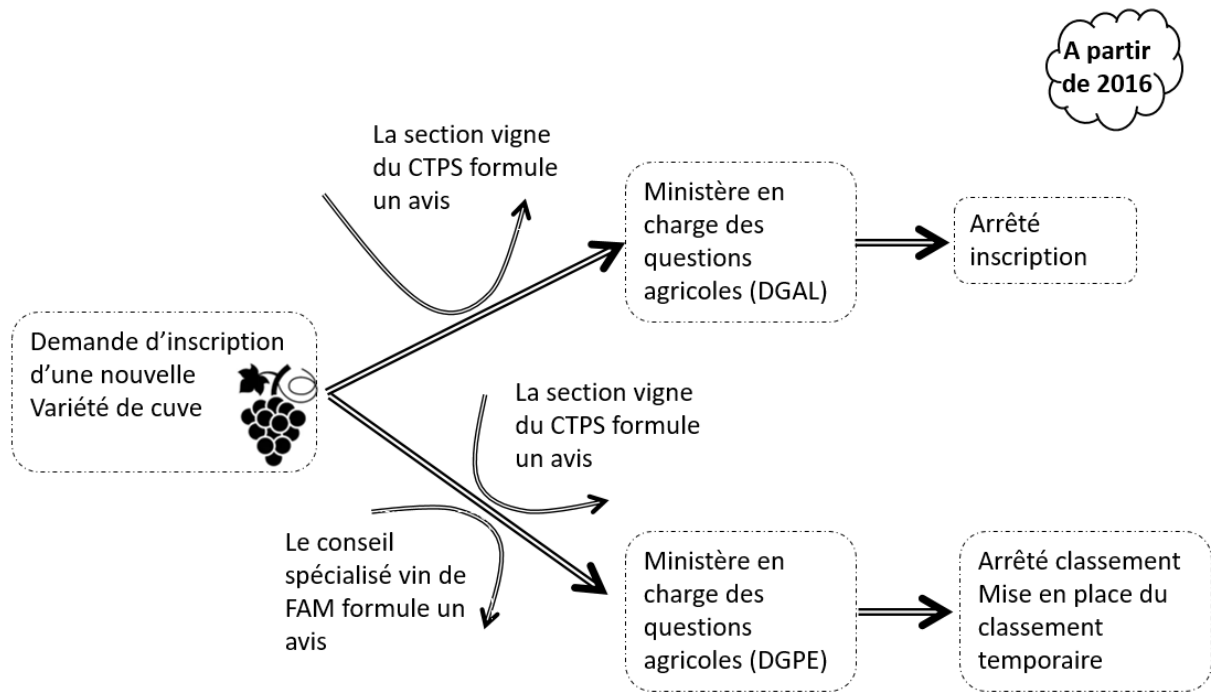 A partir
de 2016
La section vigne
du CTPS formule
un avis
Ministère en
charge des
questions
agricoles (DGAL)
Arrêté
inscription
Demande d’inscription
d’une nouvelle
Variété de cuve
La section vigne
du CTPS formule
un avis
Le conseil
spécialisé vin de
FAM formule un
avis
Ministère en
charge des
questions
agricoles (DGPE)
Arrêté classement
Mise en place du
classement
temporaire